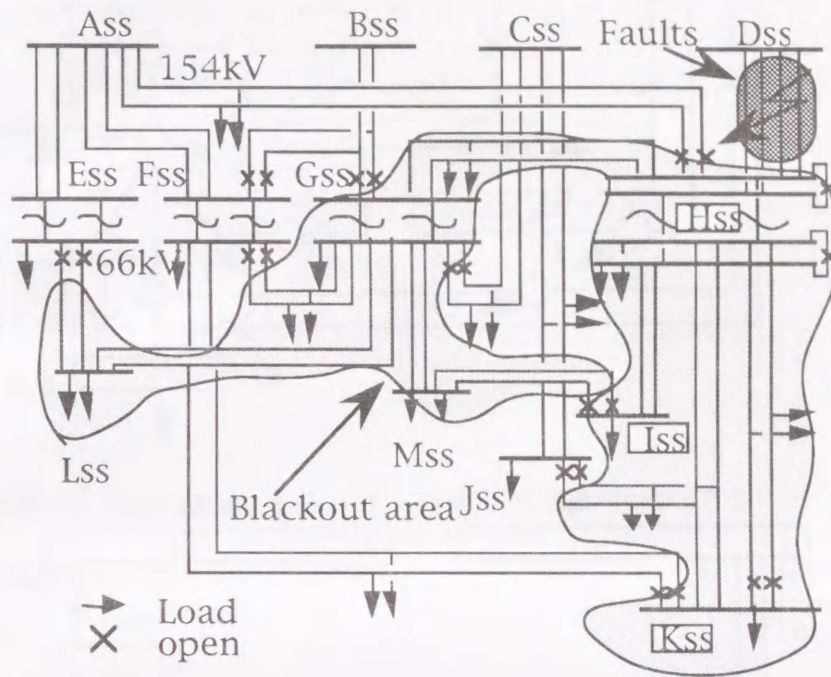 Ass
Bss
Css
Faults
Dss
154kV
Ess
Fss
Gss
Hss
66kV
Iss
Lss
Mss
Jss
Blackout area
Load
open
Kss